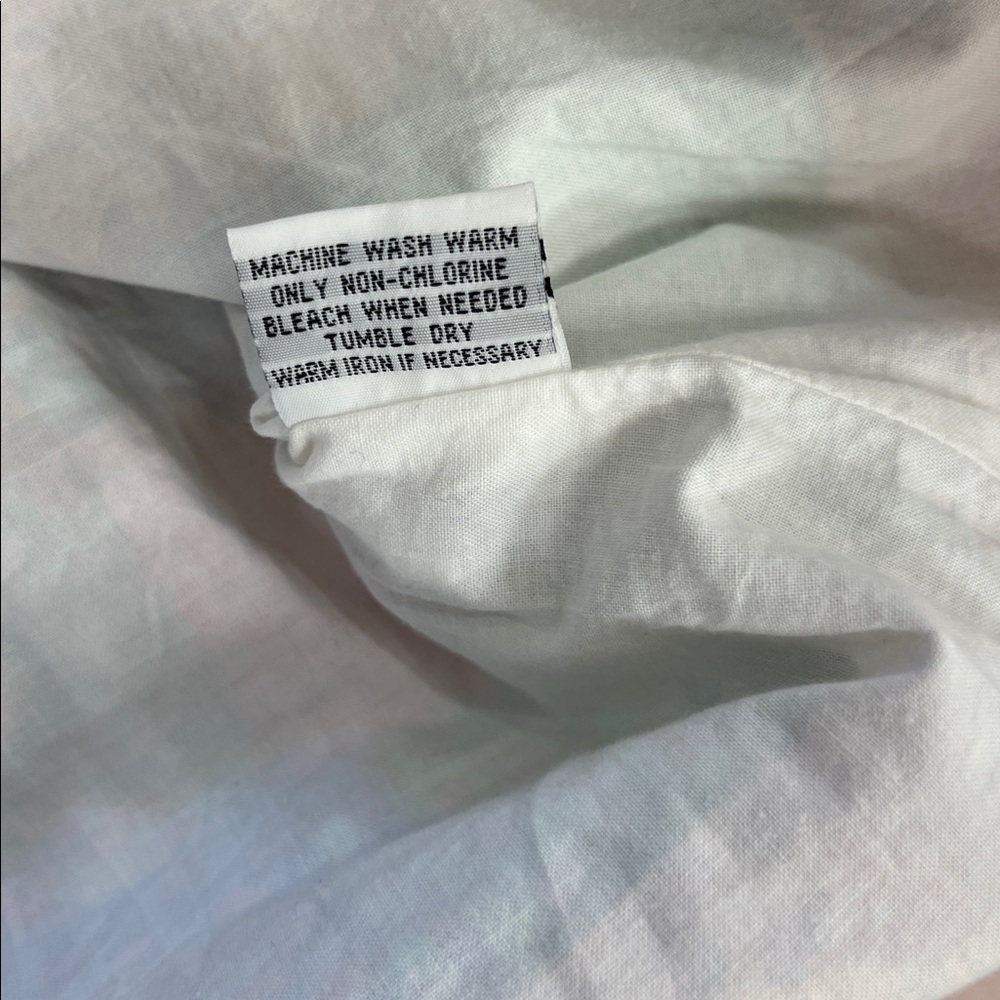 MACHINE WASH WARM
ONLY NON-CHLORINE
BLEACH WHEN NEEDED
TUMBLE DRY
WARM IRON IF NECESSARY